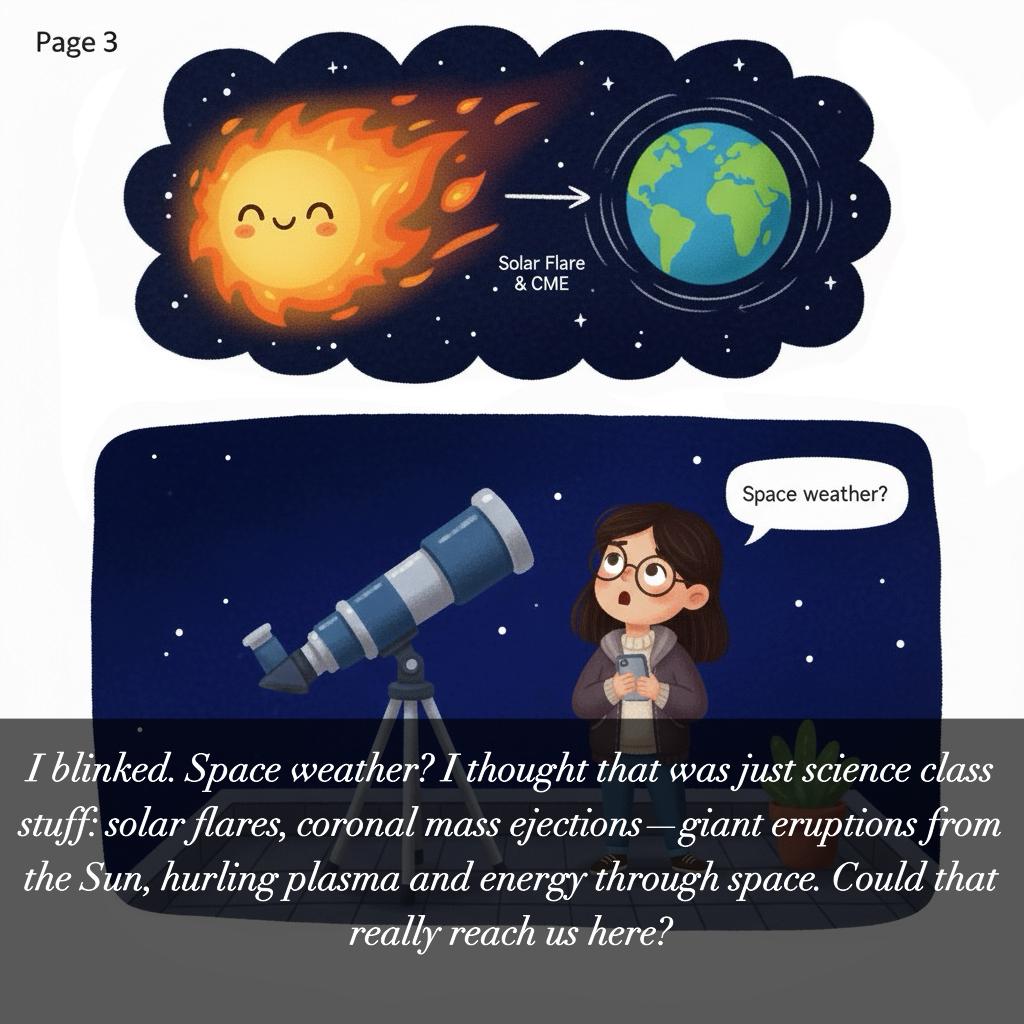 Page 3
Solar Flare
& CME
Space weather?
I blinked. Space weather? I thought that was just science class
stuff: solar flares, coronal mass ejections—giant eruptions from
the Sun, hurling plasma and energy through space. Could that
really reach us here?